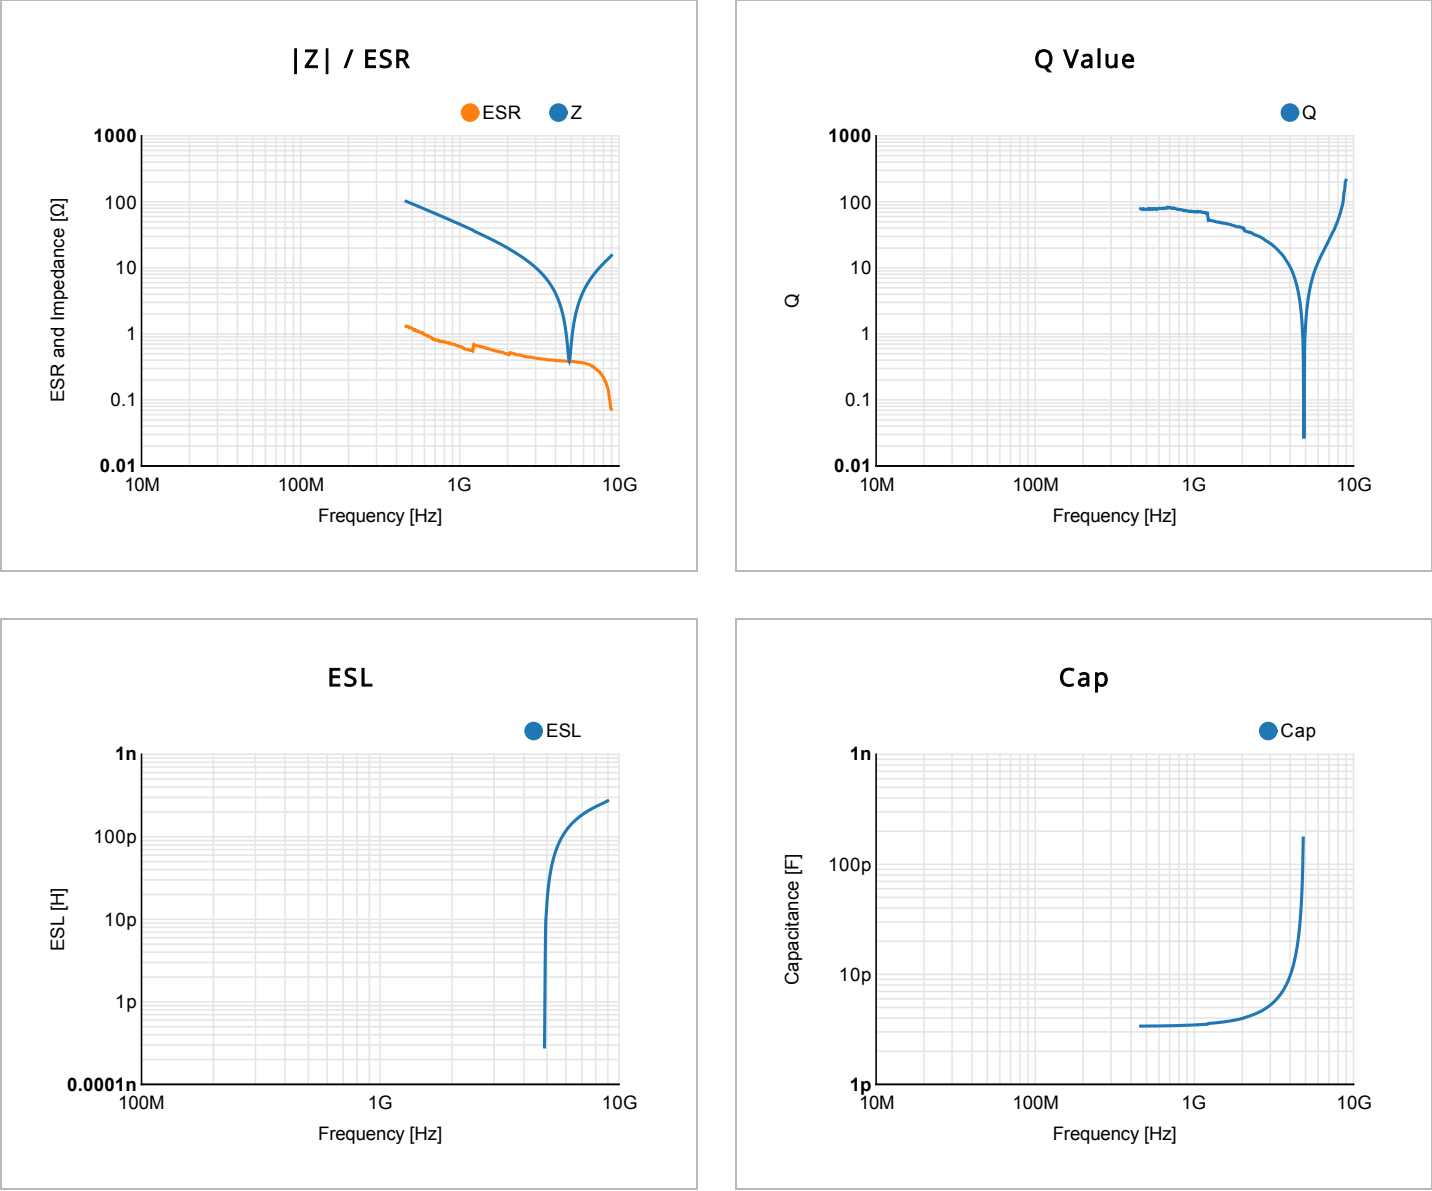 |Z| / ESR
ESR Z
1000
100
10
1
0.1
0.01
ESR and Impedance [Ω]
10M 100M 1G 10G
Frequency [Hz]
Q Value
Q
1000
100
10
1
0.1
0.01
Q
10M 100M 1G 10G
Frequency [Hz]
ESL
ESL
1n
100p
10p
1p
0.0001n
ESL [H]
100M 1G 10G
Frequency [Hz]
Cap
Cap
1n
100p
10p
1p
Capacitance [F]
10M 100M 1G 10G
Frequency [Hz]